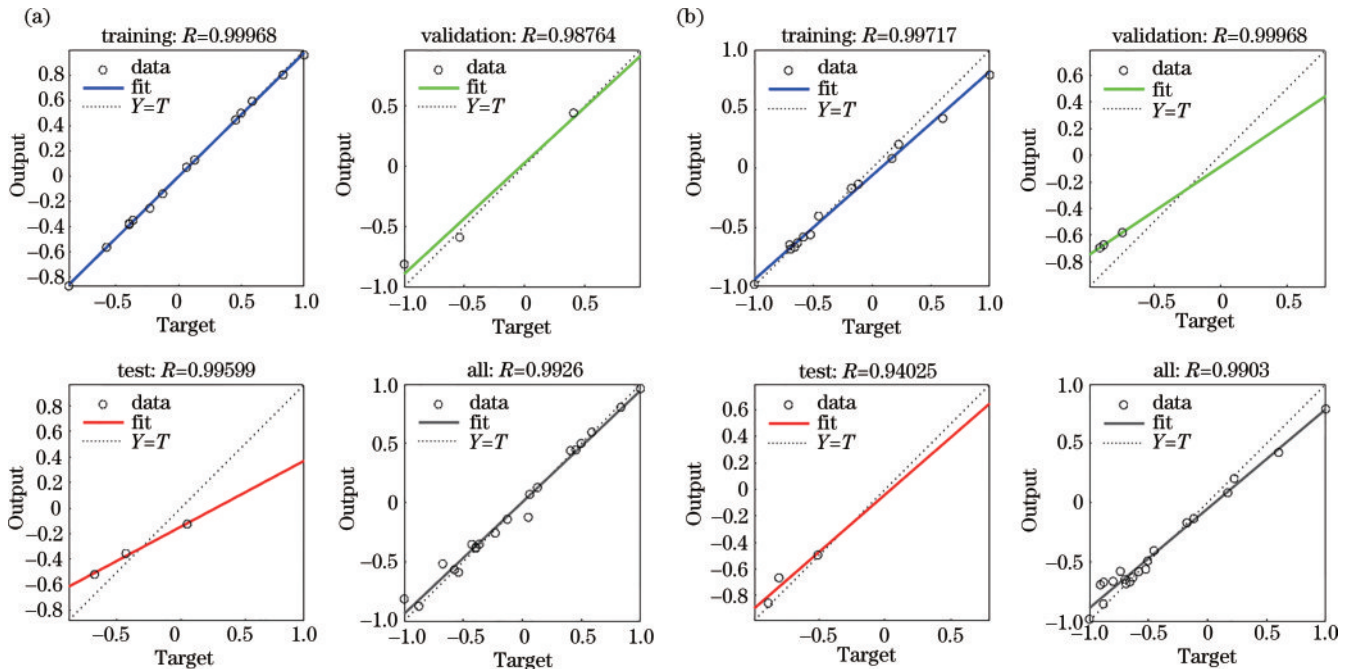 (a)
training: R=0.99968
data
fit
Y=T
0.8
0.6
0.4
0.2
0
−0.2
−0.4
−0.6
−0.8
Output
−0.5
0
0.5
1.0
Target
validation: R=0.98764
data
fit
Y=T
0.5
0
−0.5
−1.0
Output
−1.0
−0.5
0
0.5
Target
test: R=0.99599
data
fit
Y=T
0.8
0.6
0.4
0.2
0
−0.2
−0.4
−0.6
−0.8
Output
−0.5
0
0.5
1.0
Target
all: R=0.9926
data
fit
Y=T
1.0
0.5
0
−0.5
−1.0
Output
−1.0
−0.5
0
0.5
1.0
Target
(b)
training: R=0.99717
data
fit
Y=T
1.0
0.5
0
−0.5
−1.0
Output
−1.0
−0.5
0
0.5
1.0
Target
validation: R=0.99968
data
fit
Y=T
0.6
0.4
0.2
0
−0.2
−0.4
−0.6
−0.8
Output
−0.5
0
0.5
Target
test: R=0.94025
data
fit
Y=T
0.6
0.4
0.2
0
−0.2
−0.4
−0.6
−0.8
Output
−0.5
0
0.5
Target
all: R=0.9903
data
fit
Y=T
1.0
0.5
0
−0.5
−1.0
Output
−1.0
−0.5
0
0.5
1.0
Target